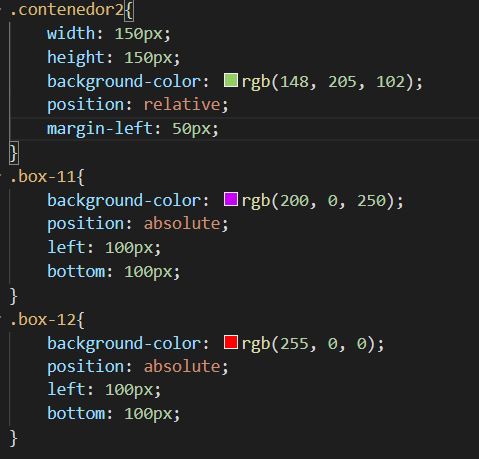 .contenedor2{
    width: 150px;
    height: 150px;
    background-color: rgb(148, 205, 102);
    position: relative;
    margin-left: 50px;
}
.box-11{
    background-color: rgb(200, 0, 250);
    position: absolute;
    left: 100px;
    bottom: 100px;
}
.box-12{
    background-color: rgb(255, 0, 0);
    position: absolute;
    left: 100px;
    bottom: 100px;
}